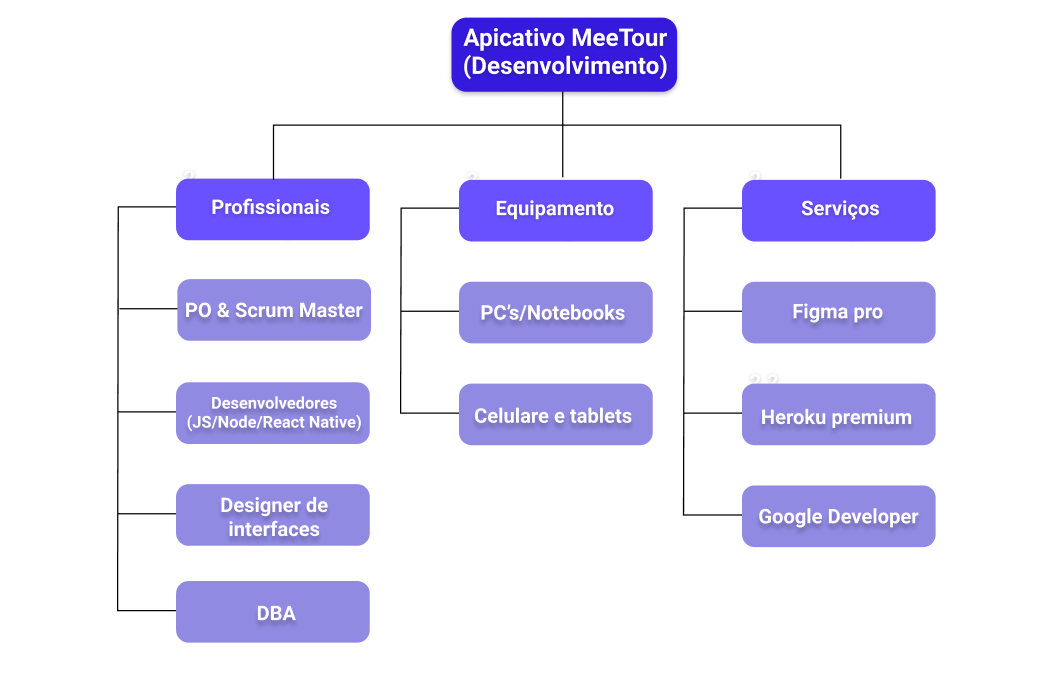 Apicativo MeeTour
(Desenvolvimento)
Profissionais
PO & Scrum Master
Desenvolvedores
(JS/Node/React Native)
Designer de
interfaces
DBA
Equipamento
PC’s/Notebooks
Celulare e tablets
Serviços
Figma pro
Heroku premium
Google Developer